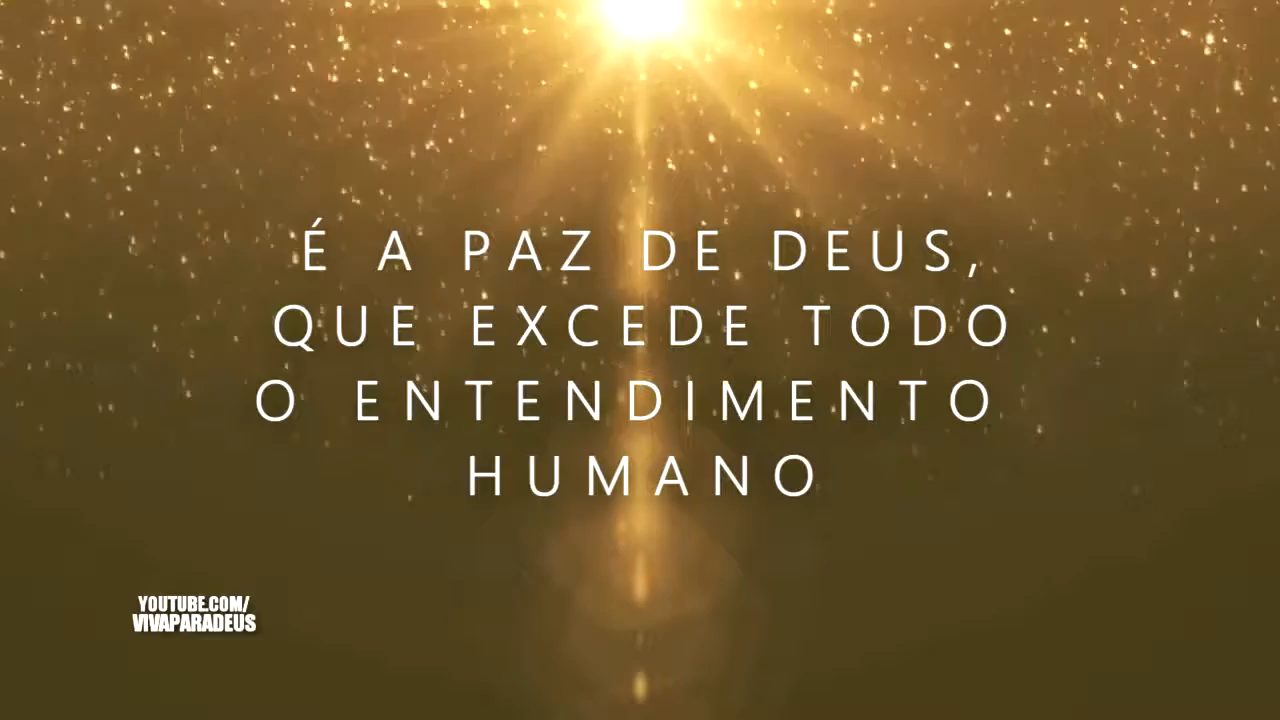 É A PAZ DE DEUS,
QUE EXCEDE TODO
O ENTENDIMENTO
HUMANO
YOUTUBE.COM/
VIVAPARADEUS